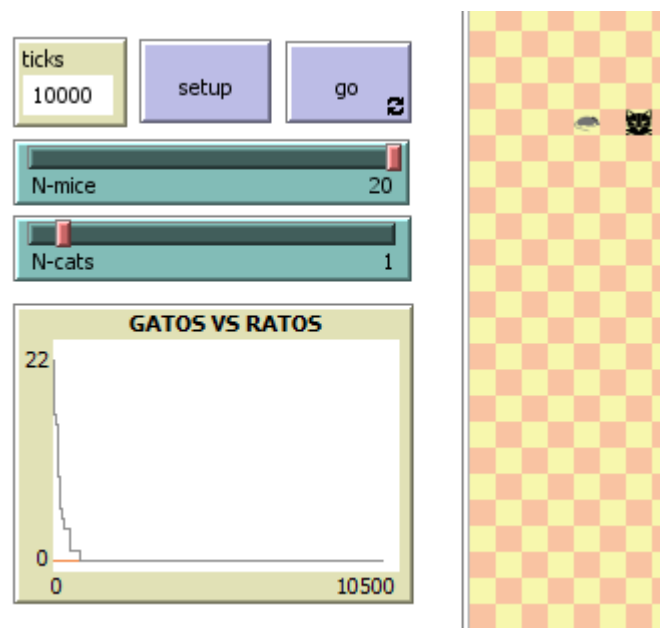 ticks
10000
setup
go
N-mice
20
N-cats
1
GATOS VS RATOS
22
0
0
10500